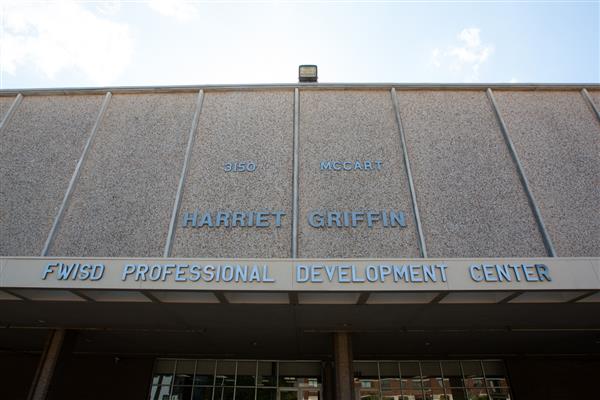 3150 MCCART
HARRIET GRIFFIN
FWISD PROFESSIONAL DEVELOPMENT CENTER